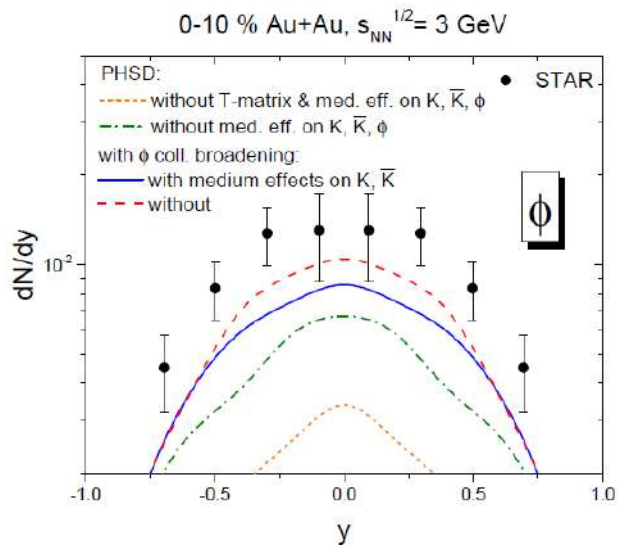 0-10 % Au+Au, s_NN^1/2 = 3 GeV
PHSD:
without T-matrix & med. eff. on K, K̅, ϕ
without med. eff. on K, K̅, ϕ
with ϕ coll. broadening:
with medium effects on K, K̅
without
STAR
ϕ
dN/dy
10^-2
-1.0 -0.5 0.0 0.5 1.0
y